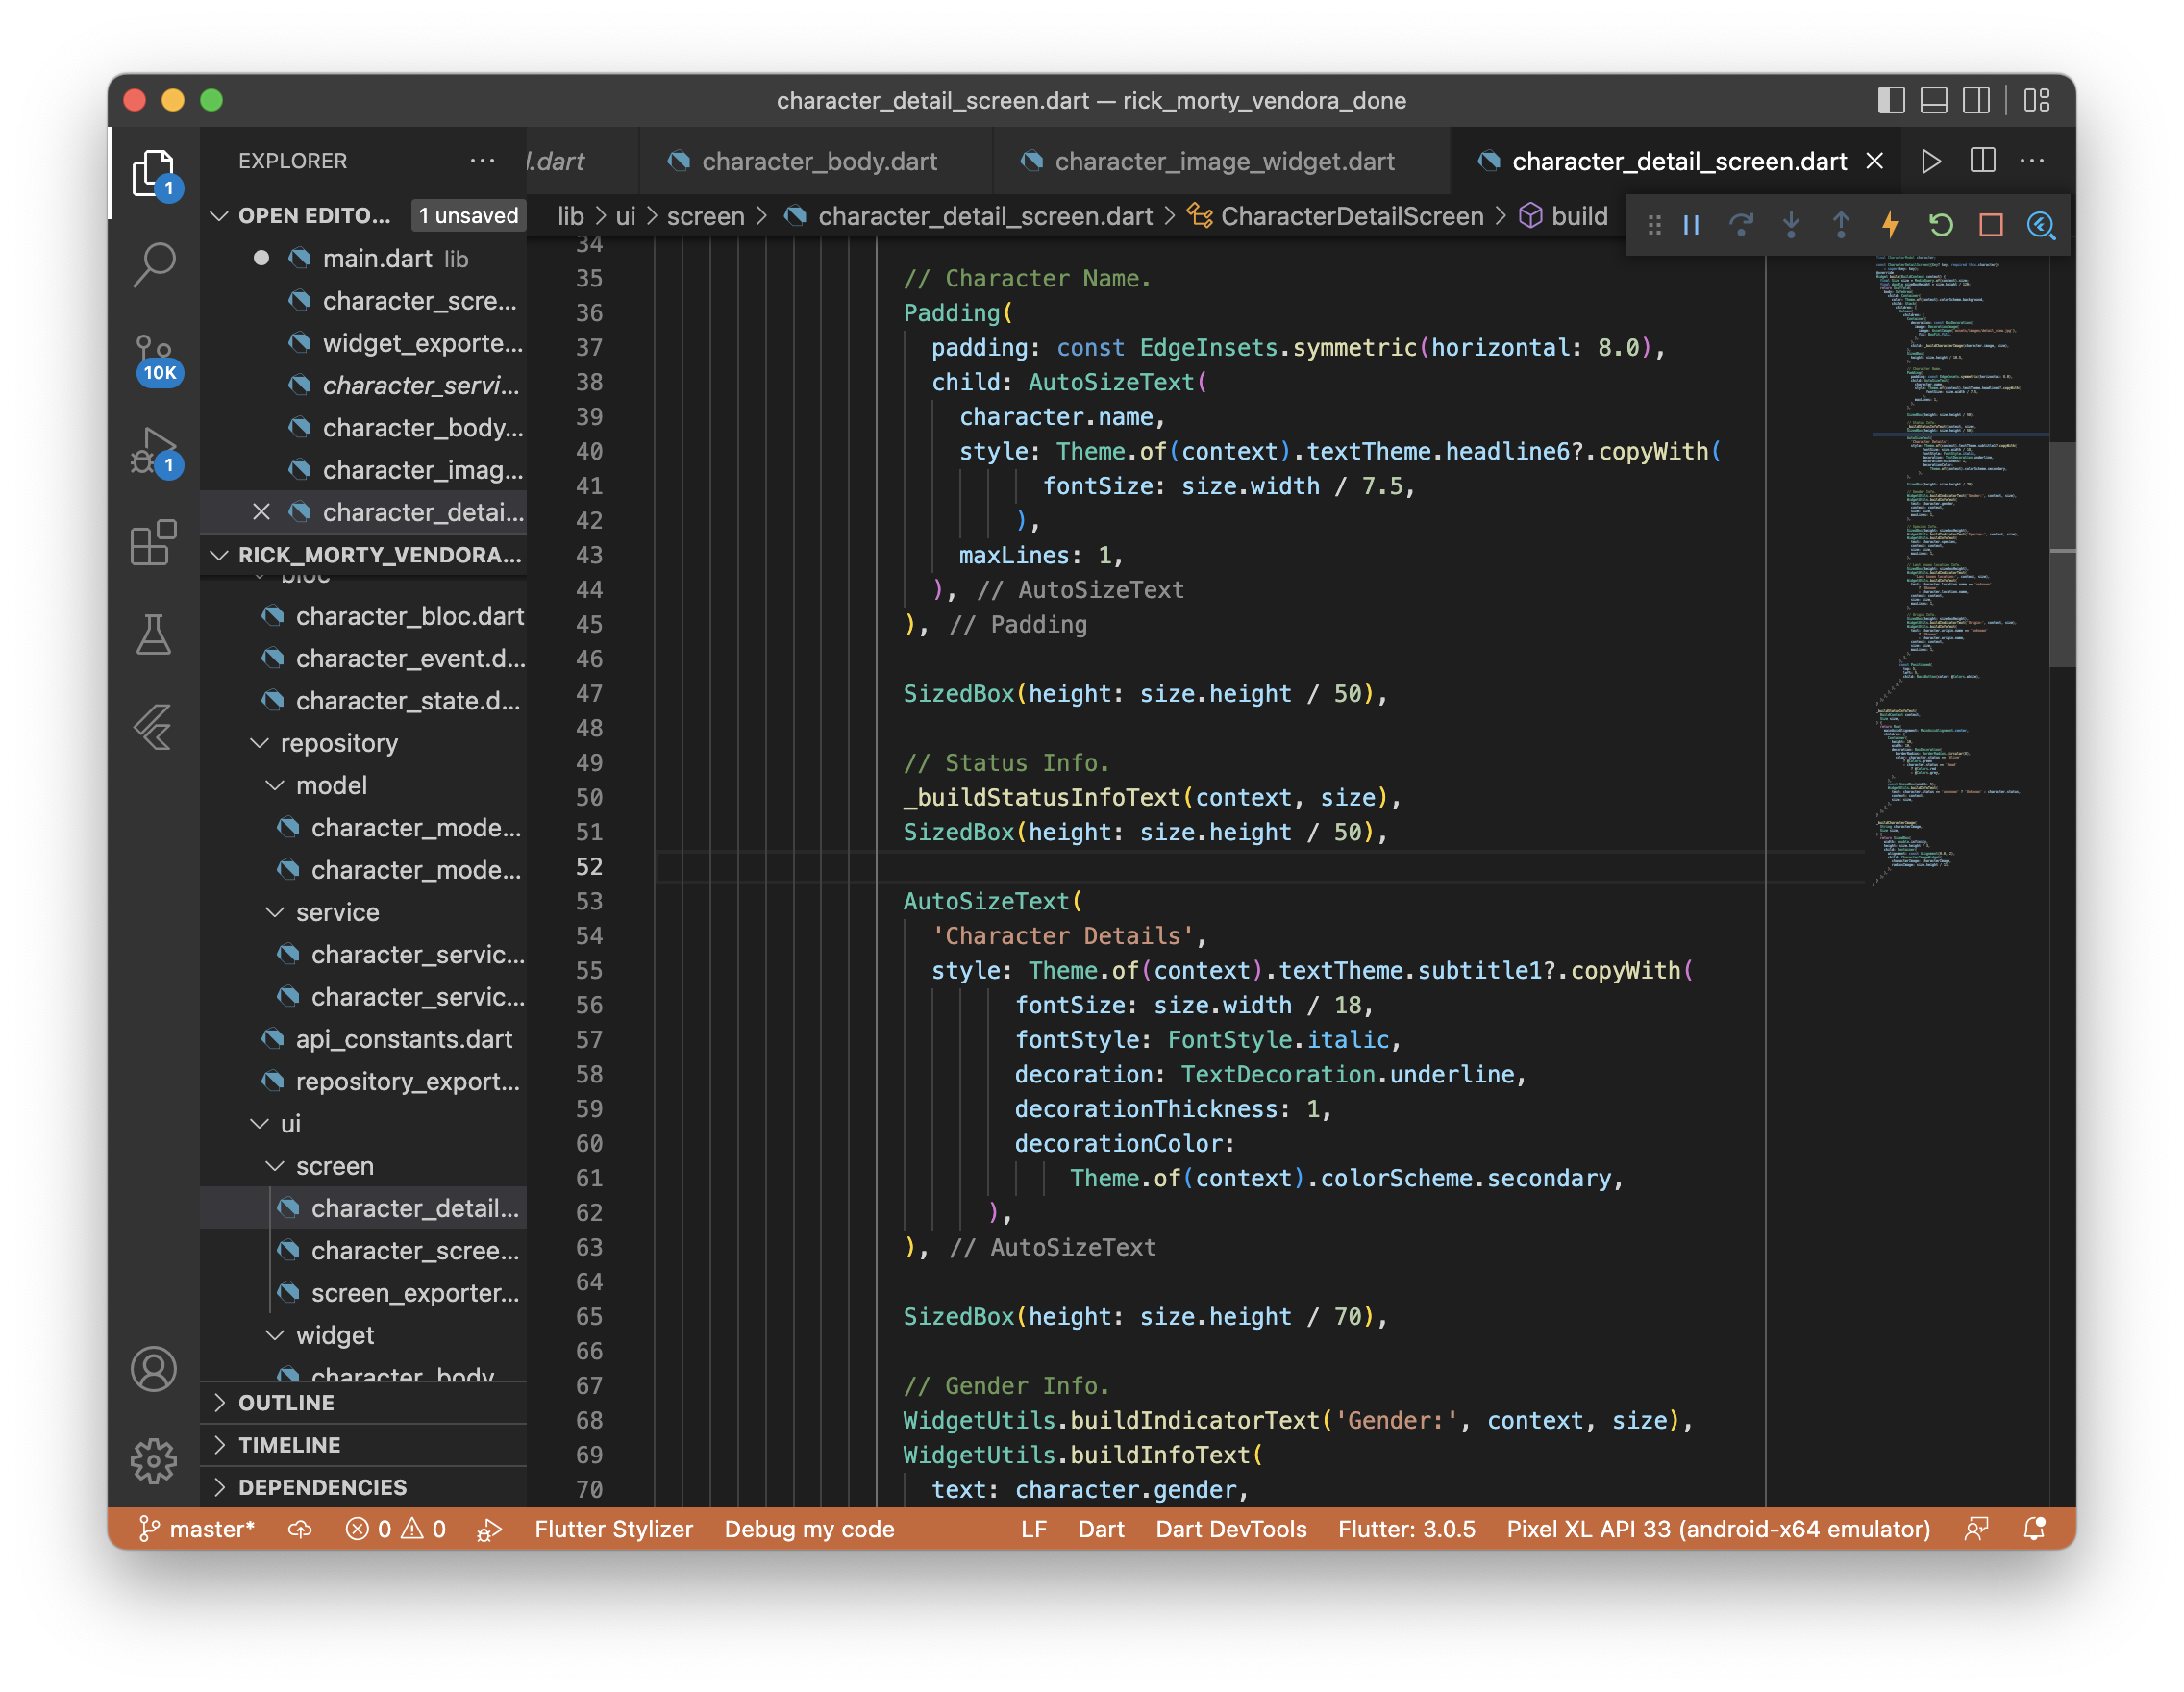 character_detail_screen.dart — rick_morty_vendora_done
EXPLORER
l.dart
character_body.dart
character_image_widget.dart
character_detail_screen.dart
OPEN EDITO...
1 unsaved
lib > ui > screen > character_detail_screen.dart > CharacterDetailScreen > build
main.dart lib
character_scre...
widget_exporte...
character_servi...
character_body...
character_imag...
character_detai...
RICK_MORTY_VENDORA...
bloc
character_bloc.dart
character_event.d...
character_state.d...
repository
model
character_mode...
character_mode...
service
character_servic...
character_servic...
api_constants.dart
repository_export...
ui
screen
character_detail...
character_scree...
screen_exporter...
widget
character_body
OUTLINE
TIMELINE
DEPENDENCIES
1
10K
1
34
35 // Character Name.
36 Padding(
37 padding: const EdgeInsets.symmetric(horizontal: 8.0),
38 child: AutoSizeText(
39 character.name,
40 style: Theme.of(context).textTheme.headline6?.copyWith(
41 fontSize: size.width / 7.5,
42 ),
43 maxLines: 1,
44 ), // AutoSizeText
45 ), // Padding
46
47 SizedBox(height: size.height / 50),
48
49 // Status Info.
50 _buildStatusInfoText(context, size),
51 SizedBox(height: size.height / 50),
52
53 AutoSizeText(
54 'Character Details',
55 style: Theme.of(context).textTheme.subtitle1?.copyWith(
56 fontSize: size.width / 18,
57 fontStyle: FontStyle.italic,
58 decoration: TextDecoration.underline,
59 decorationThickness: 1,
60 decorationColor:
61 Theme.of(context).colorScheme.secondary,
62 ),
63 ), // AutoSizeText
64
65 SizedBox(height: size.height / 70),
66
67 // Gender Info.
68 WidgetUtils.buildIndicatorText('Gender:', context, size),
69 WidgetUtils.buildInfoText(
70 text: character.gender,
master* 0 0 Flutter Stylizer Debug my code LF Dart Dart DevTools Flutter: 3.0.5 Pixel XL API 33 (android-x64 emulator)